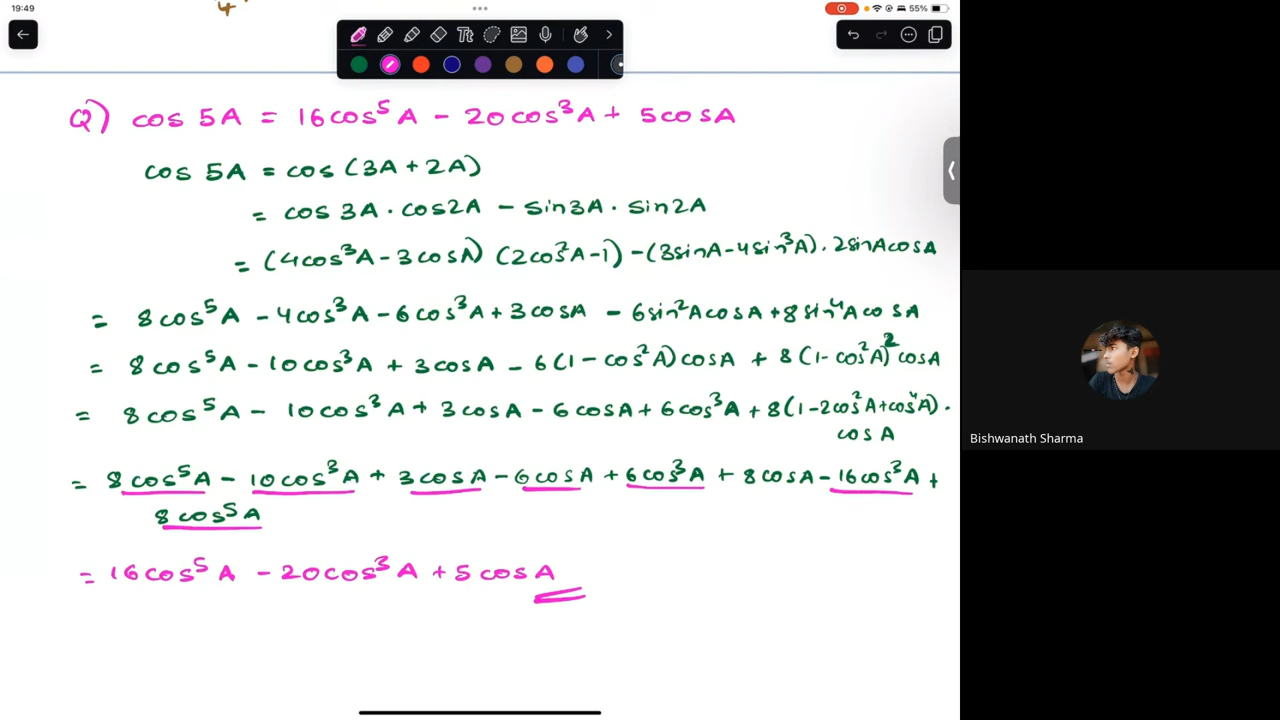 19:49
55%
Tt
Q) cos 5A = 16cos⁵A - 20cos³A + 5cosA
cos 5A = cos (3A + 2A)
= cos 3A · cos2A - sin3A · sin2A
= (4cos³A - 3cosA) (2cos²A - 1) - (3sinA - 4sin³A) · 2sinAcosA
= 8cos⁵A - 4cos³A - 6cos³A + 3cosA - 6sin²AcosA + 8sin⁴AcosA
= 8cos⁵A - 10cos³A + 3cosA - 6(1 - cos²A)cosA + 8(1 - cos²A)²cosA
= 8cos⁵A - 10cos³A + 3cosA - 6cosA + 6cos³A + 8(1 - 2cos²A + cos⁴A) ·
cosA
= 8cos⁵A - 10cos³A + 3cosA - 6cosA + 6cos³A + 8cosA - 16cos³A +
8cos⁵A
= 16cos⁵A - 20cos³A + 5cosA
Bishwanath Sharma